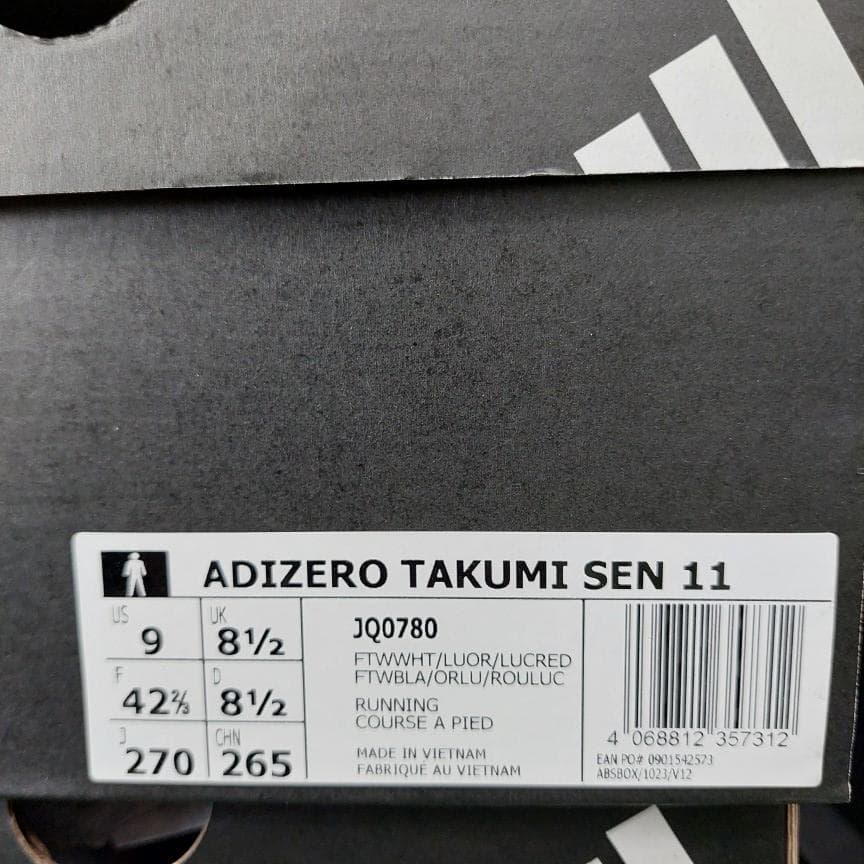 ADIZERO TAKUMI SEN 11
US 9 UK 8½
F 42⅔ D 8½
J 270 CHN 265
JQ0780
FTWWHT/LUOR/LUCRED
FTWBLA/ORLU/ROULUC
RUNNING
COURSE A PIED
MADE IN VIETNAM
FABRIQUÉ AU VIETNAM
4 068812 357312
EAN PO# 0901542573
ABSBOX/1023/V12